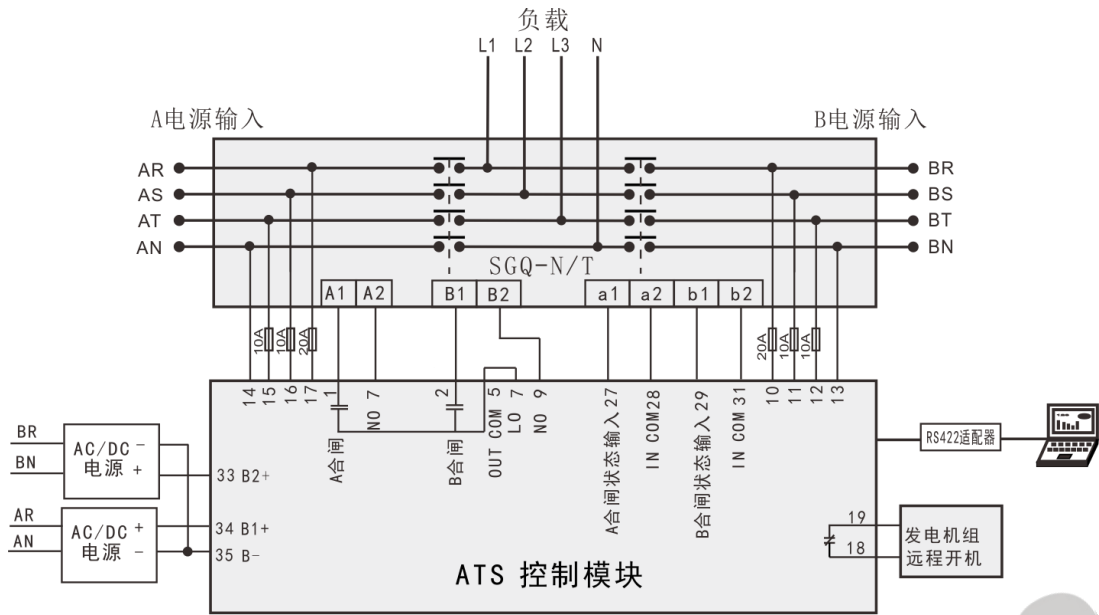 负载
L1 L2 L3 N
A电源输入
B电源输入
AR
BR
AS
BS
AT
BT
AN
BN
SGQ-N/T
A1 A2 B1 B2 a1 a2 b1 b2
10A 10A 20A
20A 10A 10A
14
15
16
17
1
A合闸
NO 7
2
B合闸
OUT COM 5
LO 7
NO 9
A合闸状态输入 27
IN COM28
B合闸状态输入 29
IN COM 31
10
11
12
13
BR
BN
AC/DC -
电源 +
33 B2+
AR
AN
AC/DC +
电源 -
34 B1+
35 B-
ATS 控制模块
RS422适配器
19
18
发电机组
远程开机